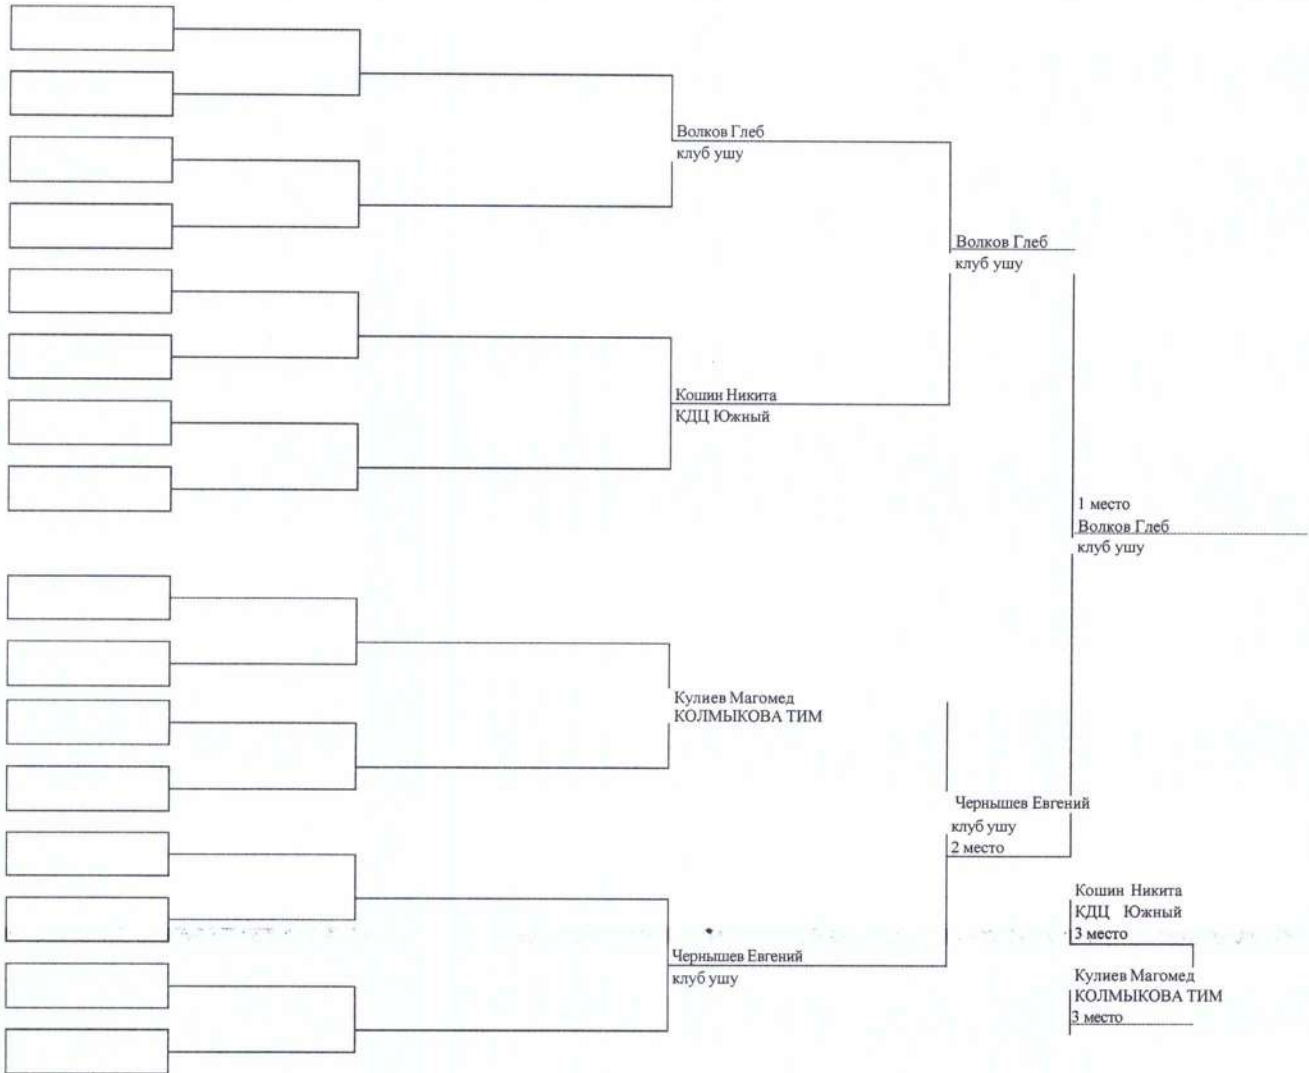 Волков Глеб
клуб ушу
Волков Глеб
клуб ушу
Кошин Никита
КДЦ Южный
1 место
Волков Глеб
клуб ушу
Кулиев Магомед
КОЛМЫКОВА ТИМ
Чернышев Евгений
клуб ушу
2 место
Кошин Никита
КДЦ Южный
3 место
Чернышев Евгений
клуб ушу
Кулиев Магомед
КОЛМЫКОВА ТИМ
3 место